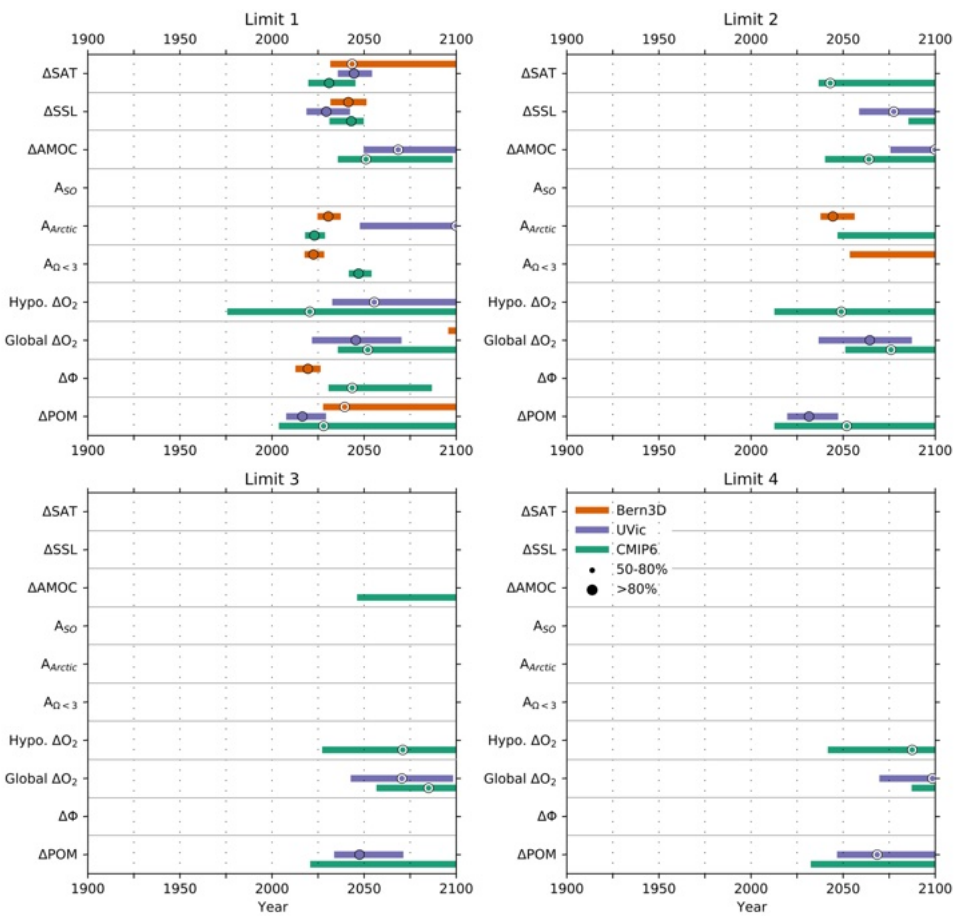 Limit 1
1900 1950 2000 2050 2100
ΔSAT
ΔSSL
ΔAMOC
A_SO
A_Arctic
A_Ω<3
Hypo. ΔO₂
Global ΔO₂
ΔΦ
ΔPOM
1900 1950 2000 2050 2100
Limit 2
1900 1950 2000 2050 2100
ΔSAT
ΔSSL
ΔAMOC
A_SO
A_Arctic
A_Ω<3
Hypo. ΔO₂
Global ΔO₂
ΔΦ
ΔPOM
1900 1950 2000 2050 2100
Limit 3
ΔSAT
ΔSSL
ΔAMOC
A_SO
A_Arctic
A_Ω<3
Hypo. ΔO₂
Global ΔO₂
ΔΦ
ΔPOM
1900 1950 2000 2050 2100
Year
Limit 4
ΔSAT
ΔSSL
ΔAMOC
A_SO
A_Arctic
A_Ω<3
Hypo. ΔO₂
Global ΔO₂
ΔΦ
ΔPOM
Bern3D
UVic
CMIP6
50-80%
>80%
1900 1950 2000 2050 2100
Year